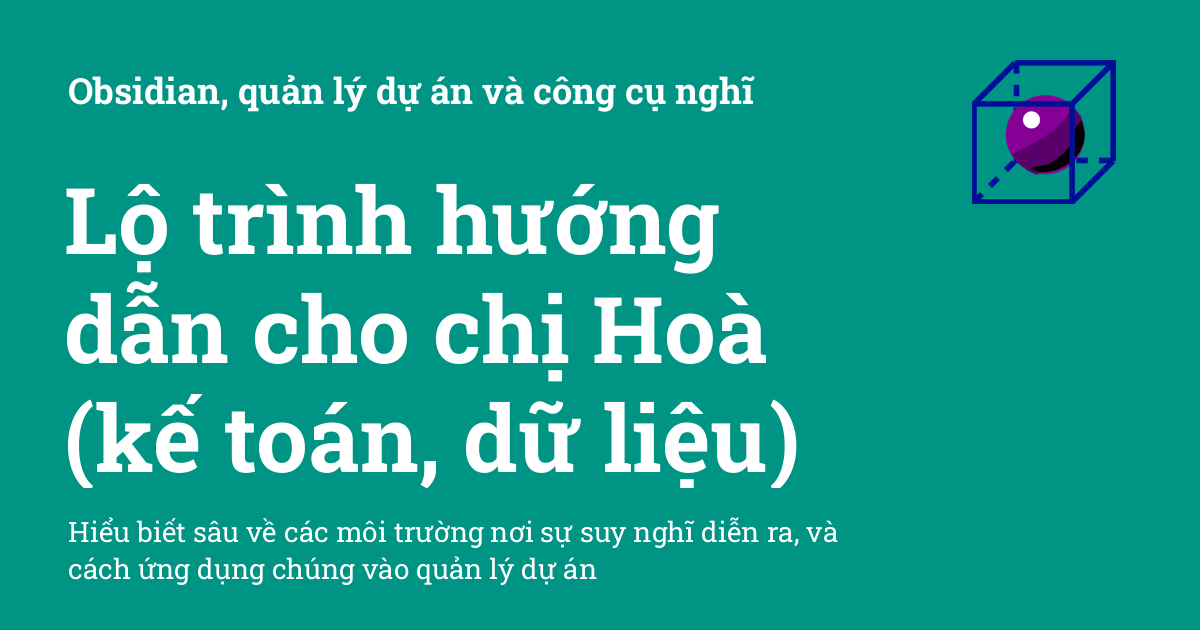 Obsidian, quản lý dự án và công cụ nghĩ
Lộ trình hướng
dẫn cho chị Hoà
(kế toán, dữ liệu)
Hiểu biết sâu về các môi trường nơi sự suy nghĩ diễn ra, và
cách ứng dụng chúng vào quản lý dự án